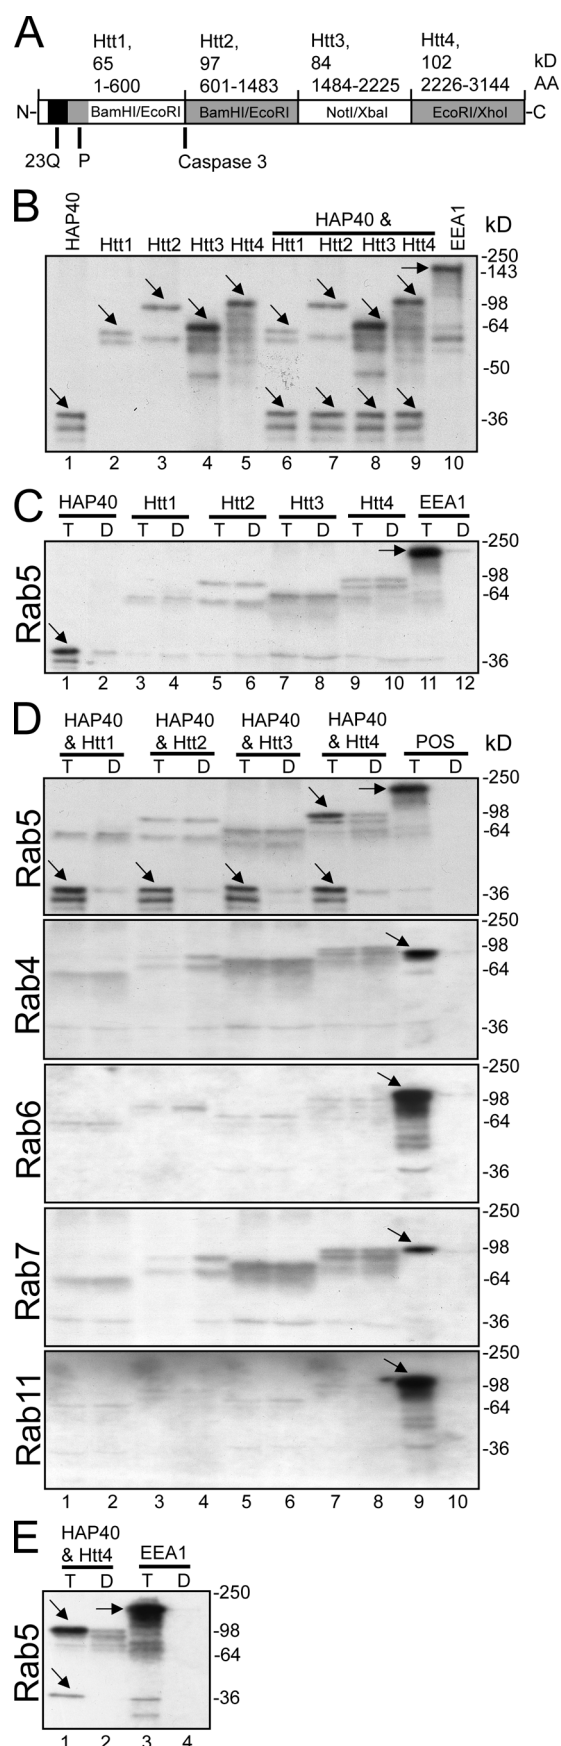 A
Htt1, Htt2, Htt3, Htt4,
65 97 84 102 kD
1-600 601-1483 1484-2225 2226-3144 AA
N- BamHI/EcoRI BamHI/EcoRI NotI/XbaI EcoRI/XhoI -C
23Q P Caspase 3
B
HAP40 & kD
HAP40 Htt1 Htt2 Htt3 Htt4 Htt1 Htt2 Htt3 Htt4 EEA1
-250
-143
-98
-64
-50
-36
1 2 3 4 5 6 7 8 9 10
C
HAP40 Htt1 Htt2 Htt3 Htt4 EEA1
T D T D T D T D T D T D
Rab5
-250
-98
-64
-36
1 2 3 4 5 6 7 8 9 10 11 12
D
HAP40 HAP40 HAP40 HAP40
& Htt1 & Htt2 & Htt3 & Htt4 POS kD
T D T D T D T D T D
Rab5
-250
-98
-64
-36
Rab4
-250
-98
-64
-36
Rab6
-250
-98
-64
-36
Rab7
-250
-98
-64
-36
Rab11
-250
-98
-64
-36
1 2 3 4 5 6 7 8 9 10
E
HAP40
& Htt4 EEA1
T D T D
Rab5
-250
-98
-64
-36
1 2 3 4